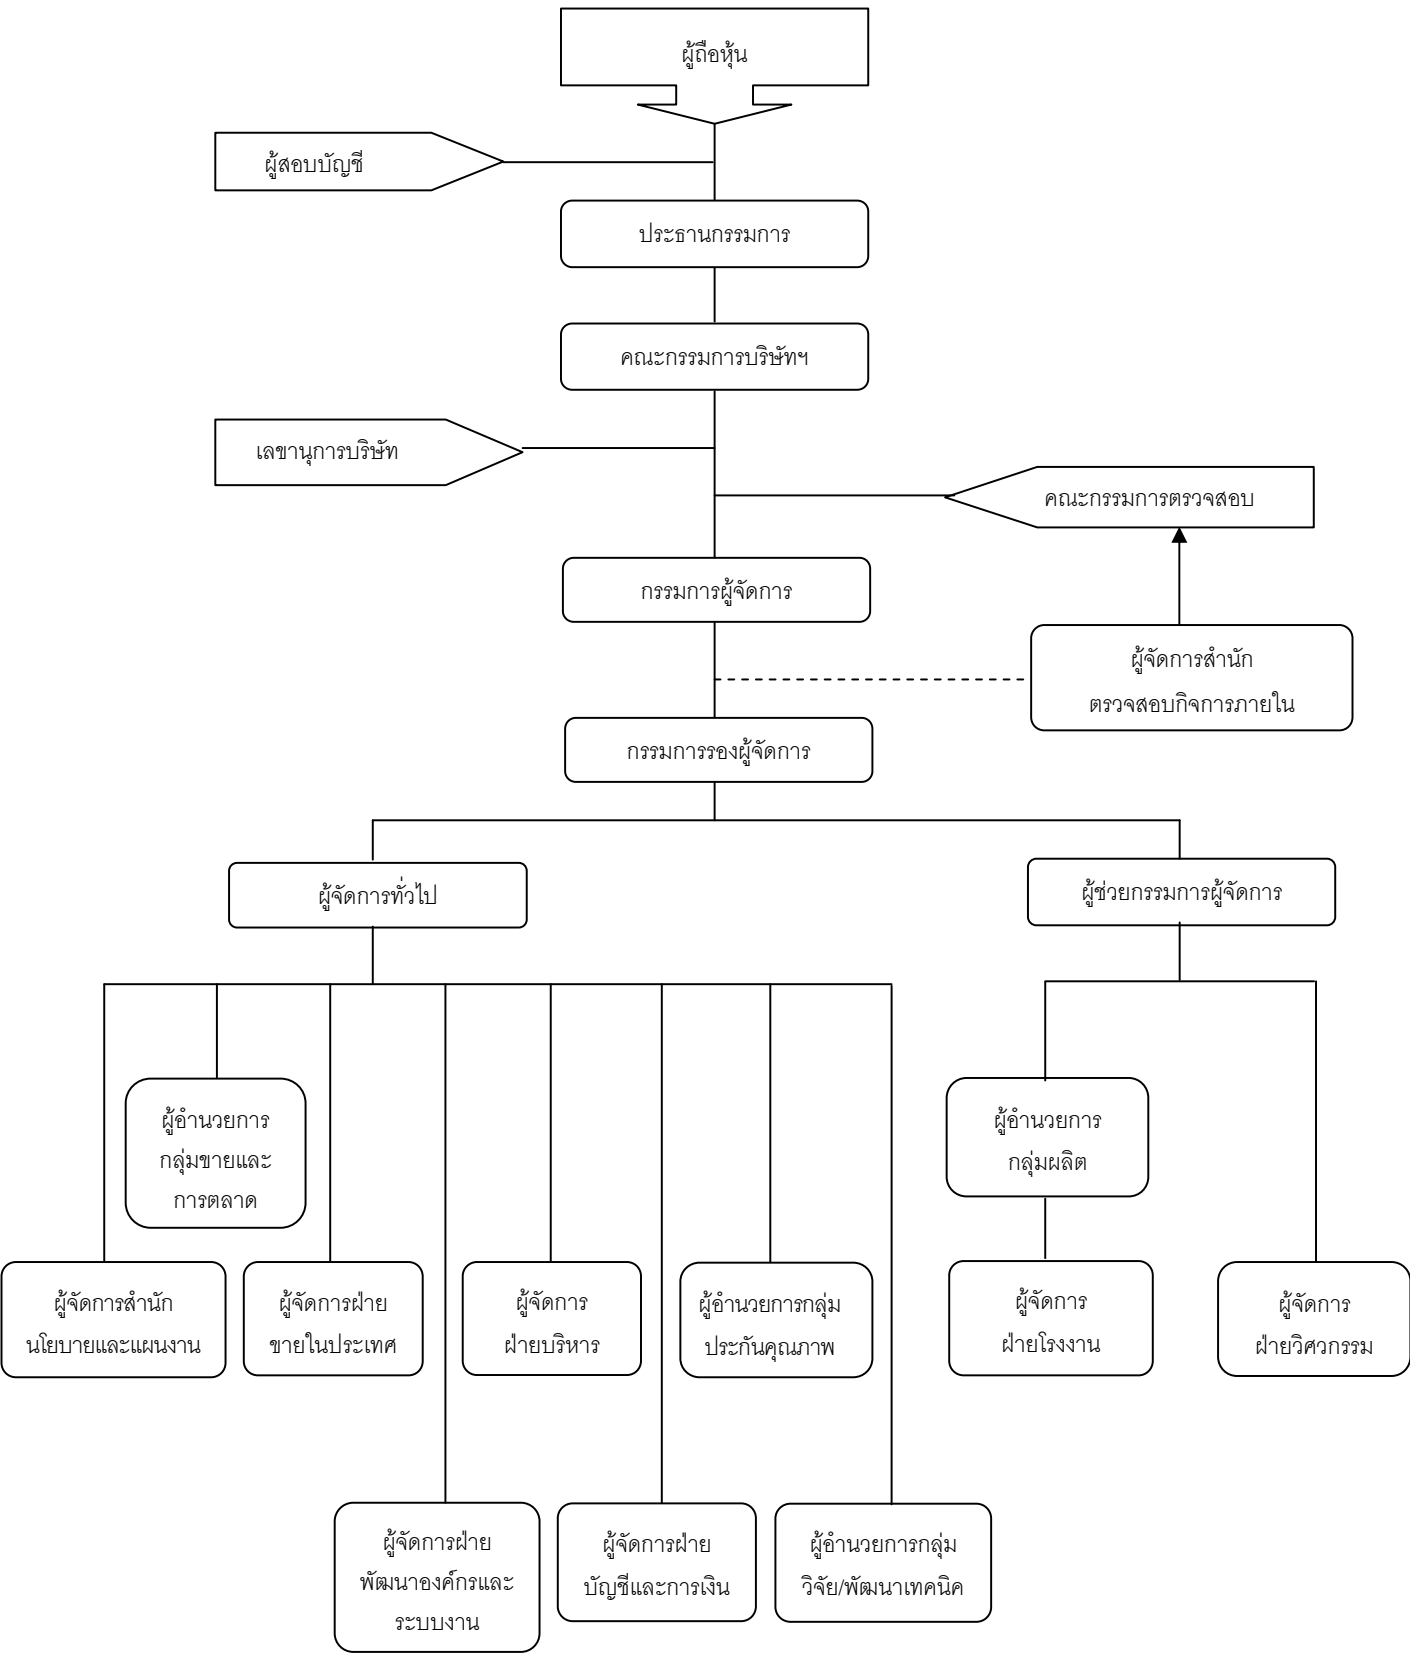 ผู้ถือหุ้น
ผู้สอบบัญชี
ประธานกรรมการ
คณะกรรมการบริษัทฯ
เลขานุการบริษัท
คณะกรรมการตรวจสอบ
กรรมการผู้จัดการ
ผู้จัดการสำนัก
ตรวจสอบกิจการภายใน
กรรมการรองผู้จัดการ
ผู้จัดการทั่วไป
ผู้ช่วยกรรมการผู้จัดการ
ผู้อำนวยการ
กลุ่มขายและ
การตลาด
ผู้อำนวยการ
กลุ่มผลิต
ผู้จัดการสำนัก
นโยบายและแผนงาน
ผู้จัดการฝ่าย
ขายในประเทศ
ผู้จัดการ
ฝ่ายบริหาร
ผู้อำนวยการกลุ่ม
ประกันคุณภาพ
ผู้จัดการ
ฝ่ายโรงงาน
ผู้จัดการ
ฝ่ายวิศวกรรม
ผู้จัดการฝ่าย
พัฒนาองค์กรและ
ระบบงาน
ผู้จัดการฝ่าย
บัญชีและการเงิน
ผู้อำนวยการกลุ่ม
วิจัย/พัฒนาเทคนิค